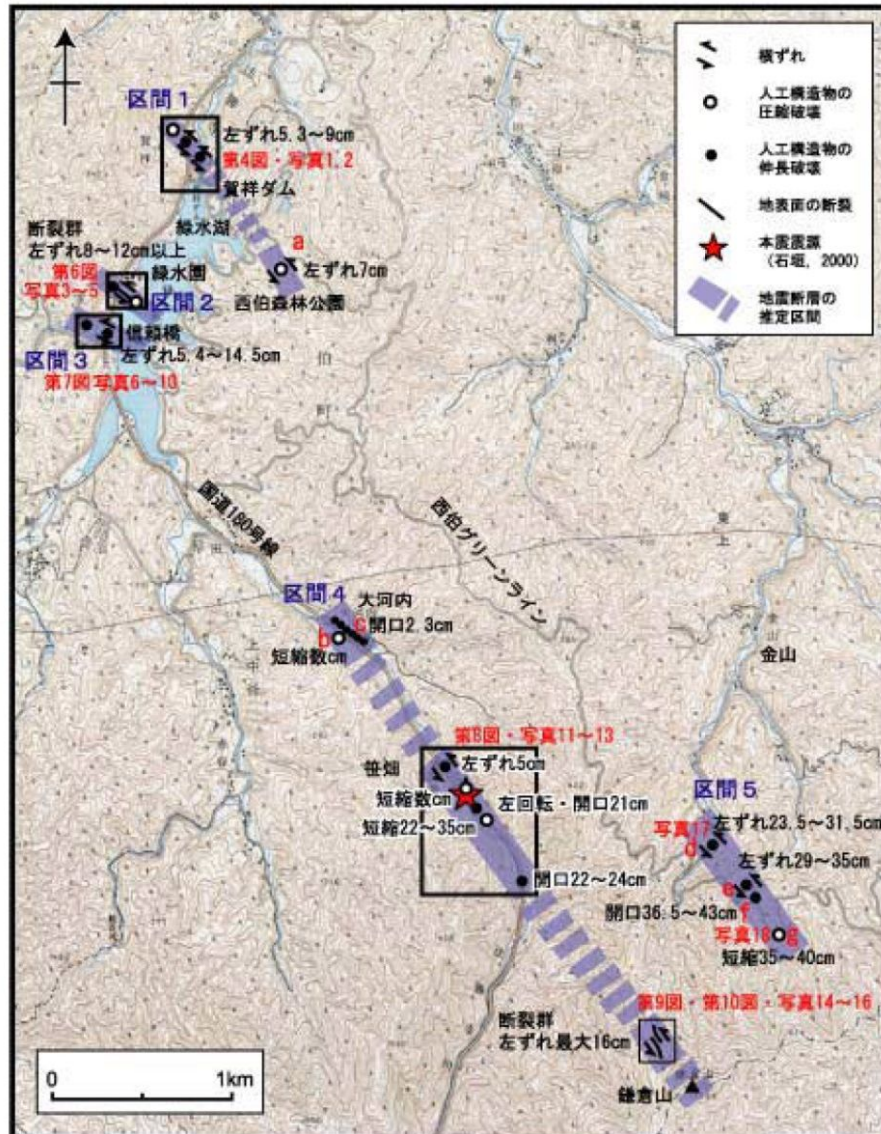 横ずれ
人工構造物の
圧縮破壊
人工構造物の
伸長破壊
地表面の断裂
本震震源
(石垣, 2000)
地震断層の
推定区間
区間1
左ずれ5.3～9cm
第4図・写真1,2
賀祥ダム
緑水湖
a
左ずれ7cm
西伯森林公園
断裂群
左ずれ8～12cm以上
第6図
写真3～5
緑水園
区間2
信頼橋
区間3
左ずれ5.4～14.5cm
第7図 写真6～10
伯
町
国道180号線
西伯グリーンライン
東
上
金山
区間4
大河内
c
開口2.3cm
b
短縮数cm
第8図・写真11～13
笹畑
左ずれ5cm
短縮数cm
左回転・開口21cm
短縮22～35cm
開口22～24cm
区間5
写真17
左ずれ23.5～31.5cm
d
左ずれ29～35cm
e
開口36.5～43cm
f
写真18
g
短縮35～40cm
第9図・第10図・写真14～16
断裂群
左ずれ最大16cm
鎌倉山
0
1km